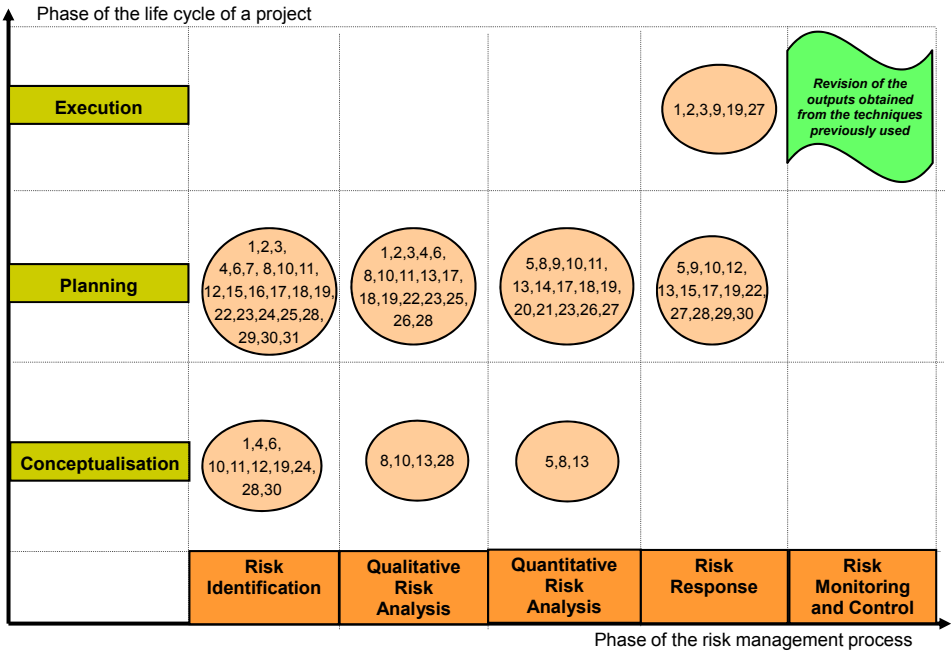 Phase of the life cycle of a project
Execution
1,2,3,9,19,27
Revision of the
outputs obtained
from the techniques
previously used
Planning
1,2,3,
4,6,7, 8,10,11,
12,15,16,17,18,19,
22,23,24,25,28,
29,30,31
1,2,3,4,6,
8,10,11,13,17,
18,19,22,23,25,
26,28
5,8,9,10,11,
13,14,17,18,19,
20,21,23,26,27
5,9,10,12,
13,15,17,19,22,
27,28,29,30
Conceptualisation
1,4,6,
10,11,12,19,24,
28,30
8,10,13,28
5,8,13
Risk
Identification
Qualitative
Risk
Analysis
Quantitative
Risk
Analysis
Risk
Response
Risk
Monitoring
and Control
Phase of the risk management process